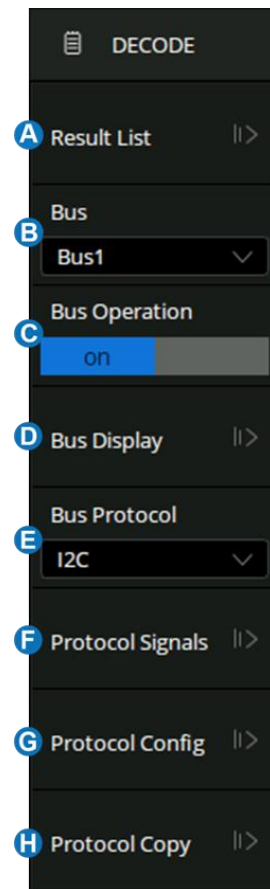 DECODE
A Result List
Bus
B
Bus1
Bus Operation
C
on
D Bus Display
Bus Protocol
E
I2C
F Protocol Signals
G Protocol Config
H Protocol Copy